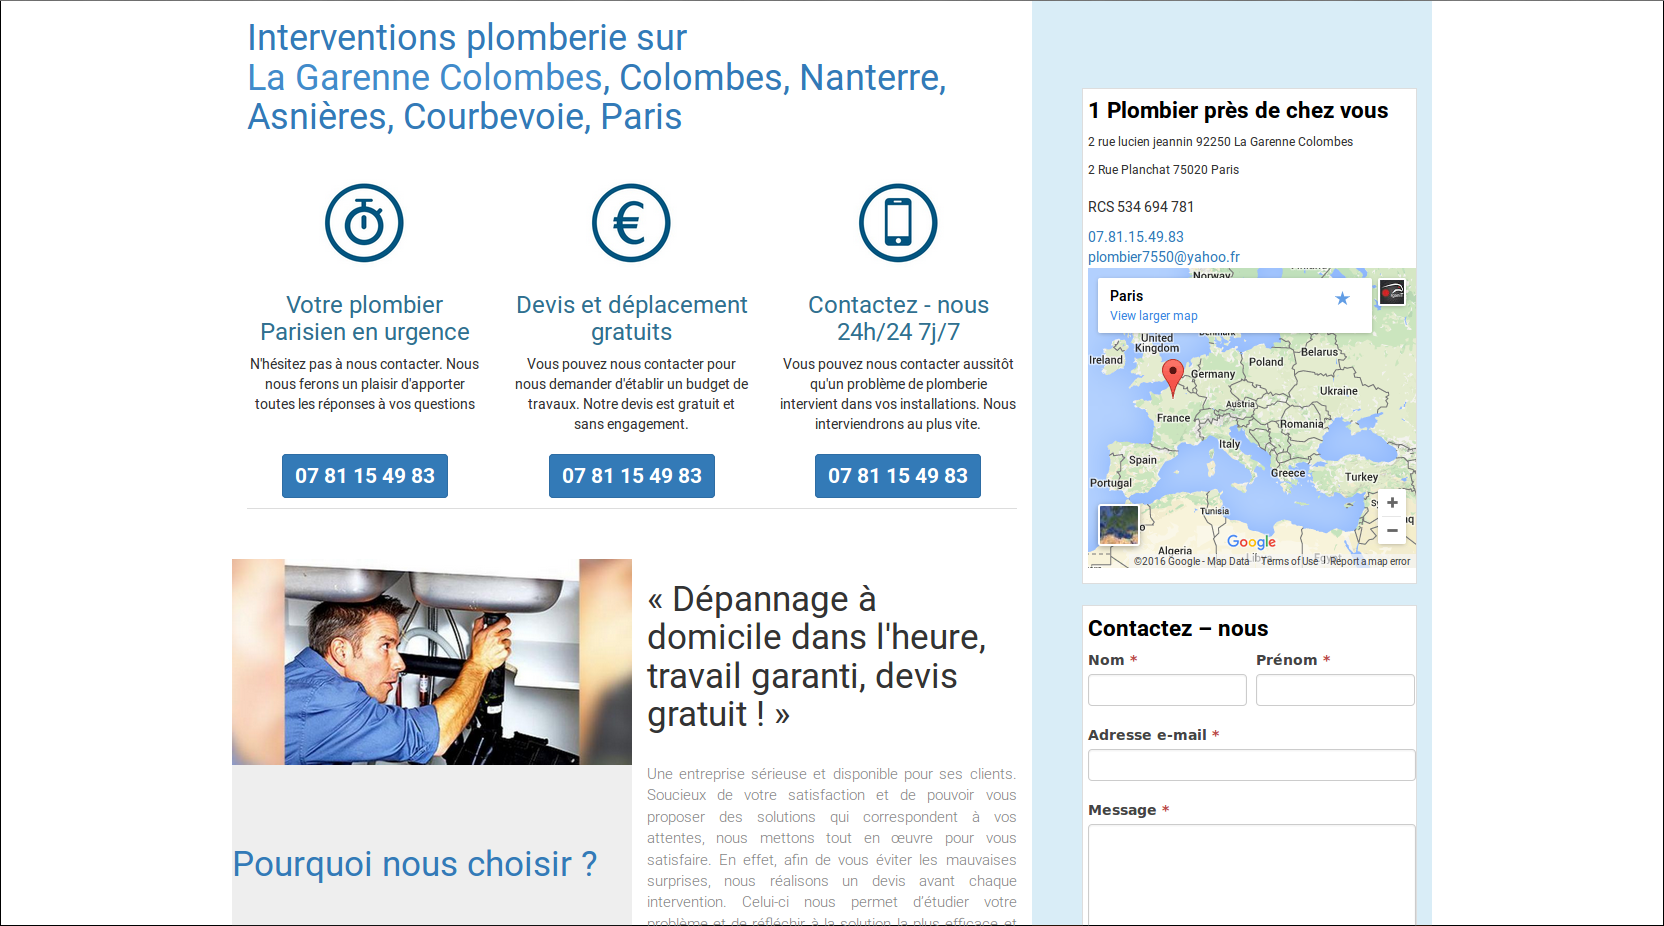 Interventions plomberie sur
La Garenne Colombes, Colombes, Nanterre,
Asnières, Courbevoie, Paris
Votre plombier
Parisien en urgence
N'hésitez pas à nous contacter. Nous
nous ferons un plaisir d'apporter
toutes les réponses à vos questions
07 81 15 49 83
Devis et déplacement
gratuits
Vous pouvez nous contacter pour
nous demander d'établir un budget de
travaux. Notre devis est gratuit et
sans engagement.
07 81 15 49 83
Contactez - nous
24h/24 7j/7
Vous pouvez nous contacter aussitôt
qu'un problème de plomberie
intervient dans vos installations. Nous
interviendrons au plus vite.
07 81 15 49 83
« Dépannage à
domicile dans l'heure,
travail garanti, devis
gratuit ! »
Une entreprise sérieuse et disponible pour ses clients.
Soucieux de votre satisfaction et de pouvoir vous
proposer des solutions qui correspondent à vos
attentes, nous mettons tout en œuvre pour vous
satisfaire. En effet, afin de vous éviter les mauvaises
surprises, nous réalisons un devis avant chaque
intervention. Celui-ci nous permet d'étudier votre
problème et de réfléchir à la solution la plus efficace et
Pourquoi nous choisir ?
1 Plombier près de chez vous
2 rue lucien jeannin 92250 La Garenne Colombes
2 Rue Planchat 75020 Paris
RCS 534 694 781
07.81.15.49.83
plombier7550@yahoo.fr
Norway
Paris
View larger map
United
Kingdom
Ireland
Belarus
Poland
Germany
Ukraine
Austria
France
Romania
Italy
Spain
Greece
Turkey
Portugal
Tunisia
Algeria
Libya
Egypt
Google
©2016 Google - Map Data
Terms of Use
Report a map error
Contactez – nous
Nom *
Prénom *
Adresse e-mail *
Message *